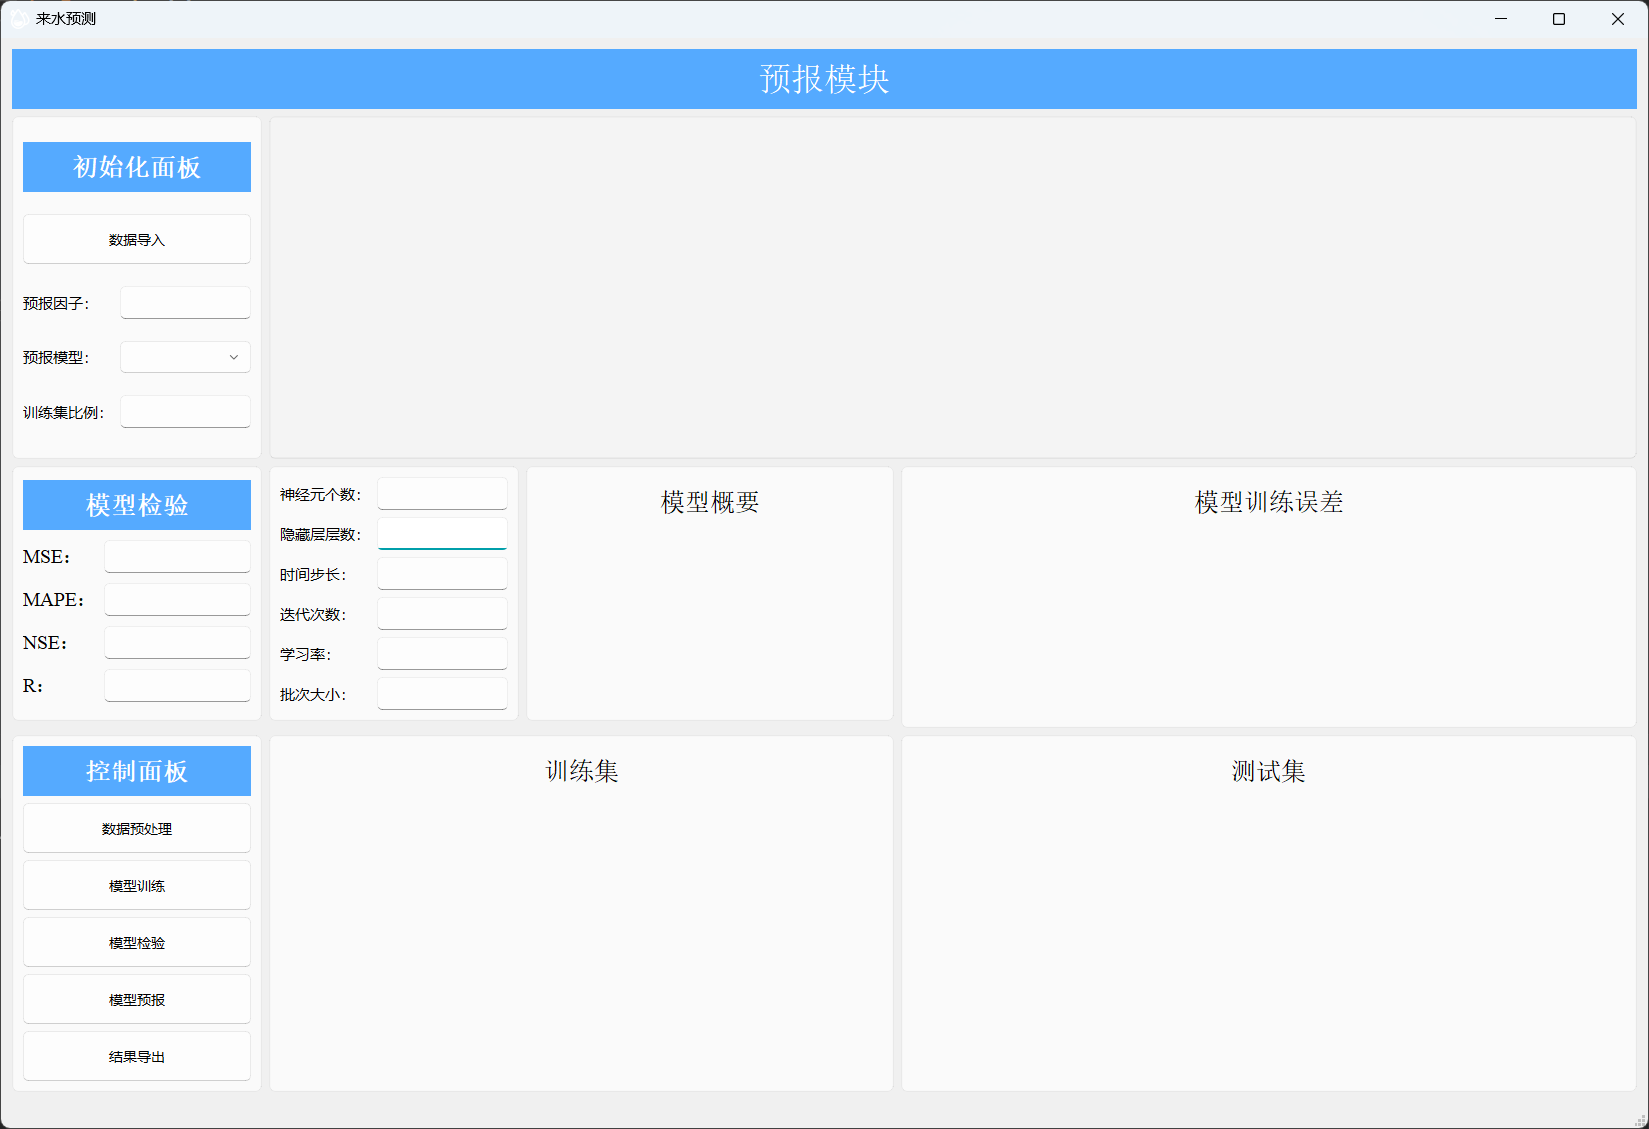 来水预测
预报模块
初始化面板
数据导入
预报因子：
预报模型：
训练集比例：
模型检验
MSE：
MAPE：
NSE：
R：
神经元个数：
隐藏层层数：
时间步长：
迭代次数：
学习率：
批次大小：
模型概要
模型训练误差
控制面板
数据预处理
模型训练
模型检验
模型预报
结果导出
训练集
测试集